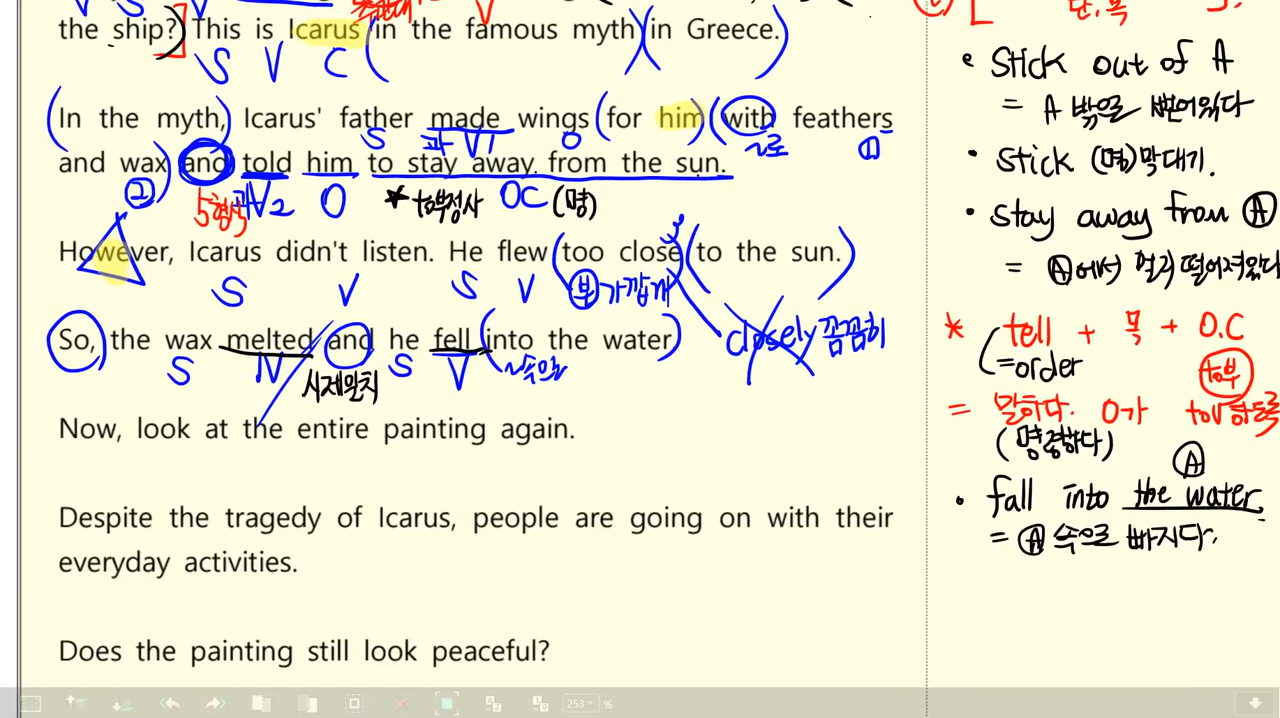 the ship? This is Icarus in the famous myth in Greece.
S V C
In the myth, Icarus' father made wings for him with feathers
S 과 V1 O ~로 ①
and wax and told him to stay away from the sun.
② 5형식 과 V2 O * to부정사 OC (명)
However, Icarus didn't listen. He flew too close to the sun.
S V S V 부 가깝게
So, the wax melted and he fell into the water
closely 꼼꼼히
S V 시제일치 S V ~속으로
Now, look at the entire painting again.
Despite the tragedy of Icarus, people are going on with their
everyday activities.
Does the painting still look peaceful?
단, 복
• Stick out of A
= A 밖으로
• stick (명) 막대기.
• stay away from Ⓐ
= Ⓐ에서 멀리 떨어져있다
* tell + 목 + O.C
(=order to부
= 말하다. O가 toV하도록
(명령하다)
Ⓐ
• fall into the water
= Ⓐ 속으로 빠지다.
253 %